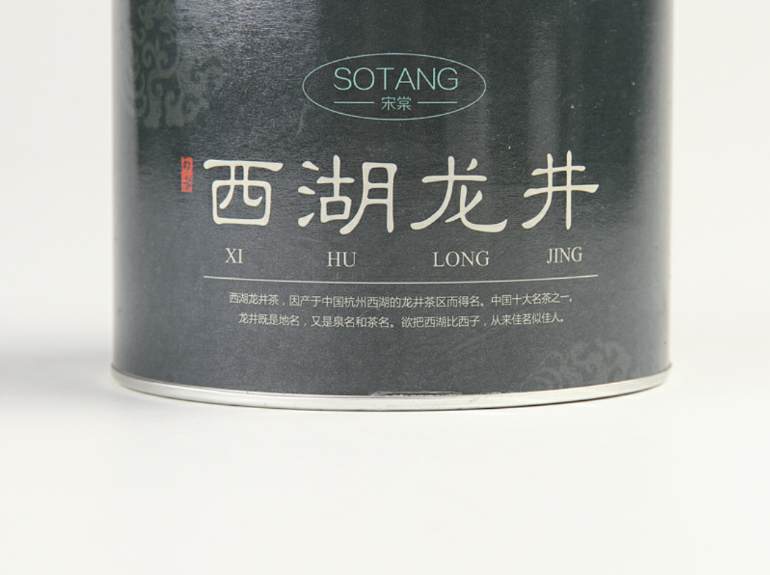 SOTANG
宋棠
西湖龙井
XI HU LONG JING
西湖龙井茶，因产于中国杭州西湖的龙井茶区而得名。中国十大名茶之一。
龙井既是地名，又是泉名和茶名。欲把西湖比西子，从来佳茗似佳人。